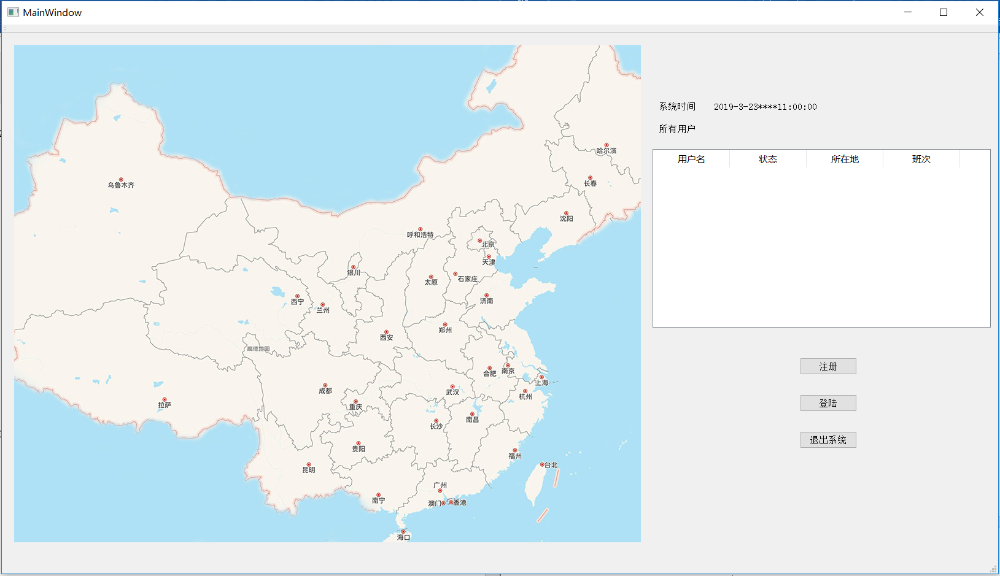 MainWindow
系统时间 2019-3-23****11:00:00
所有用户
用户名 状态 所在地 班次
注册
登陆
退出系统
哈尔滨
长春
乌鲁木齐
沈阳
呼和浩特
北京
天津
银川
石家庄
太原
西宁
济南
兰州
郑州
西安
高德地图
合肥
南京
上海
成都
武汉
杭州
拉萨
重庆
南昌
长沙
贵阳
福州
台北
昆明
广州
南宁
澳门
香港
海口